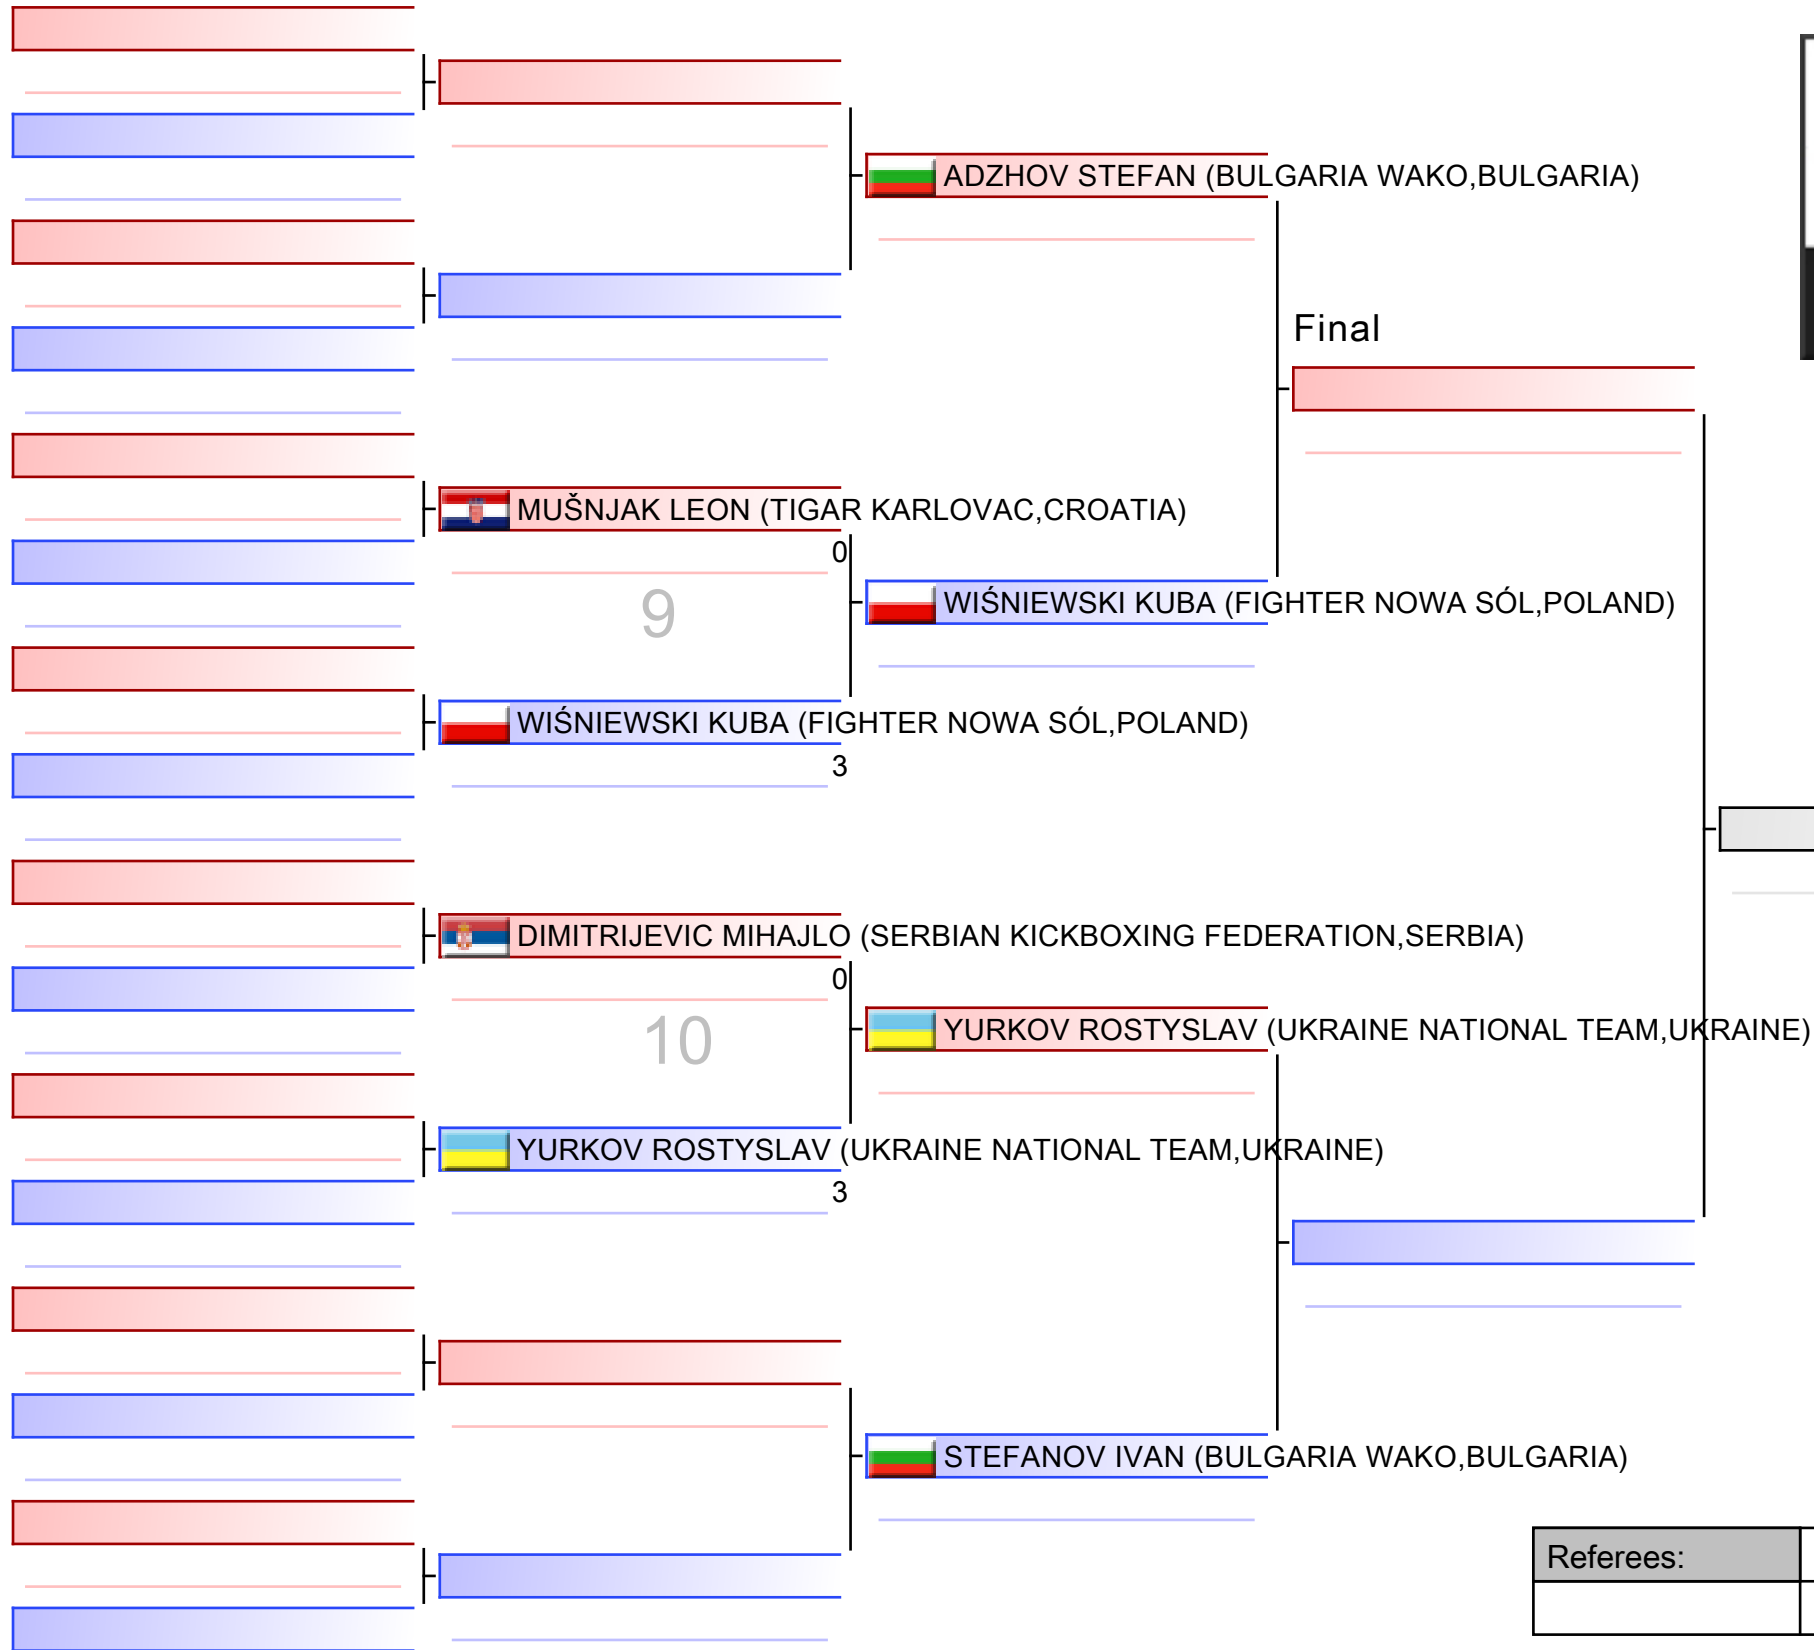 ADZHOV STEFAN (BULGARIA WAKO,BULGARIA)
Final
MUŠNJAK LEON (TIGAR KARLOVAC,CROATIA)
0
9
WIŚNIEWSKI KUBA (FIGHTER NOWA SÓL,POLAND)
WIŚNIEWSKI KUBA (FIGHTER NOWA SÓL,POLAND)
3
DIMITRIJEVIC MIHAJLO (SERBIAN KICKBOXING FEDERATION,SERBIA)
0
10
YURKOV ROSTYSLAV (UKRAINE NATIONAL TEAM,UKRAINE)
YURKOV ROSTYSLAV (UKRAINE NATIONAL TEAM,UKRAINE)
3
STEFANOV IVAN (BULGARIA WAKO,BULGARIA)
Referees: